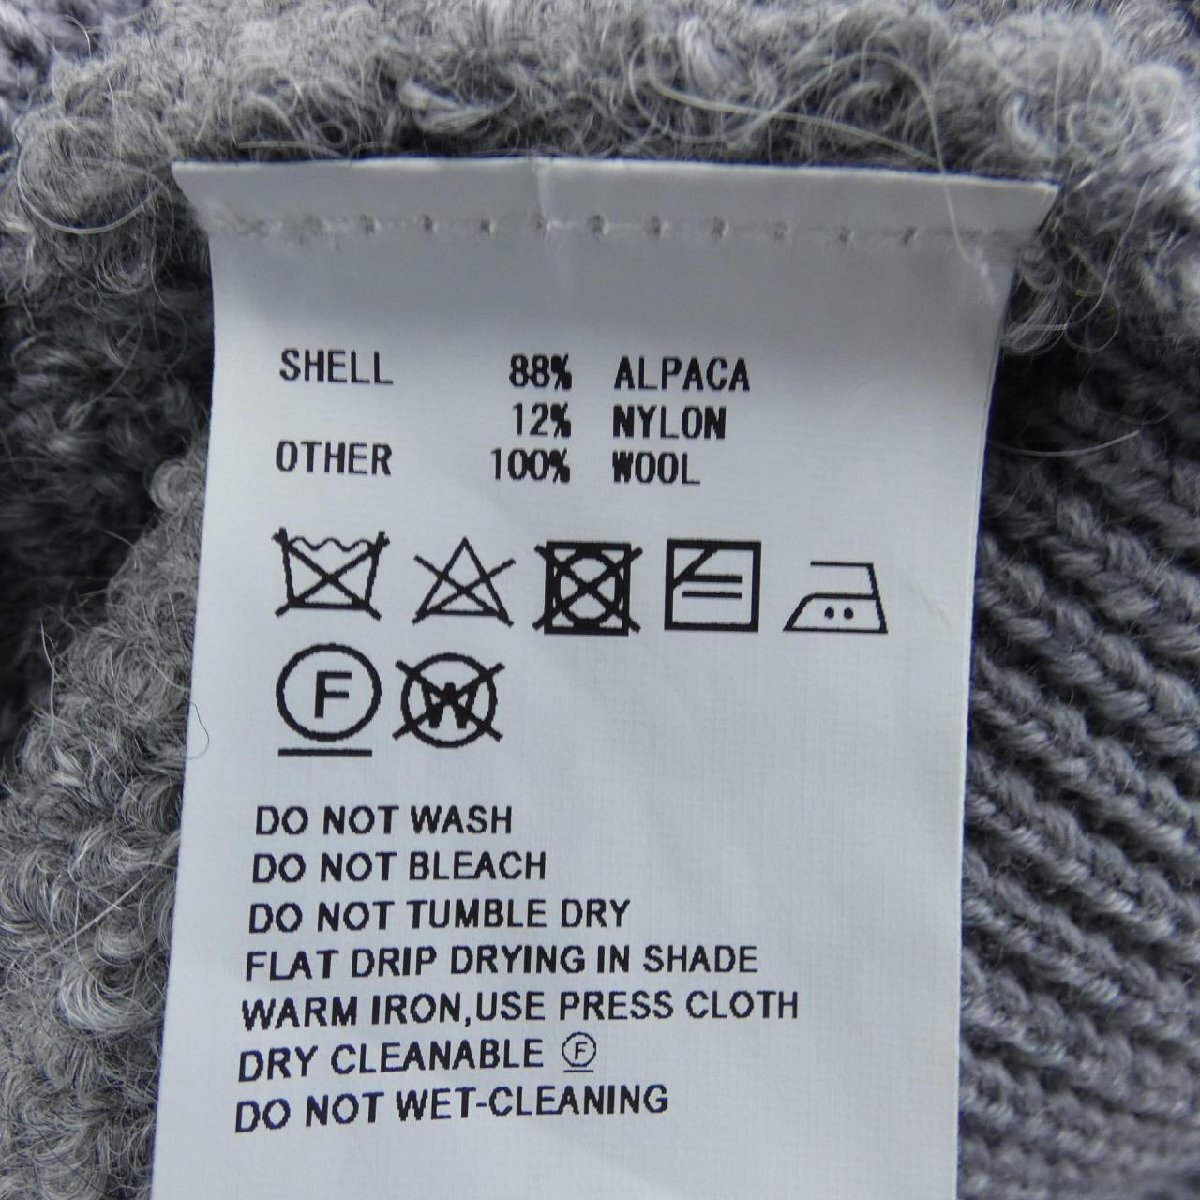 SHELL 88% ALPACA
12% NYLON
OTHER 100% WOOL
F W
DO NOT WASH
DO NOT BLEACH
DO NOT TUMBLE DRY
FLAT DRIP DRYING IN SHADE
WARM IRON,USE PRESS CLOTH
DRY CLEANABLE Ⓕ
DO NOT WET-CLEANING